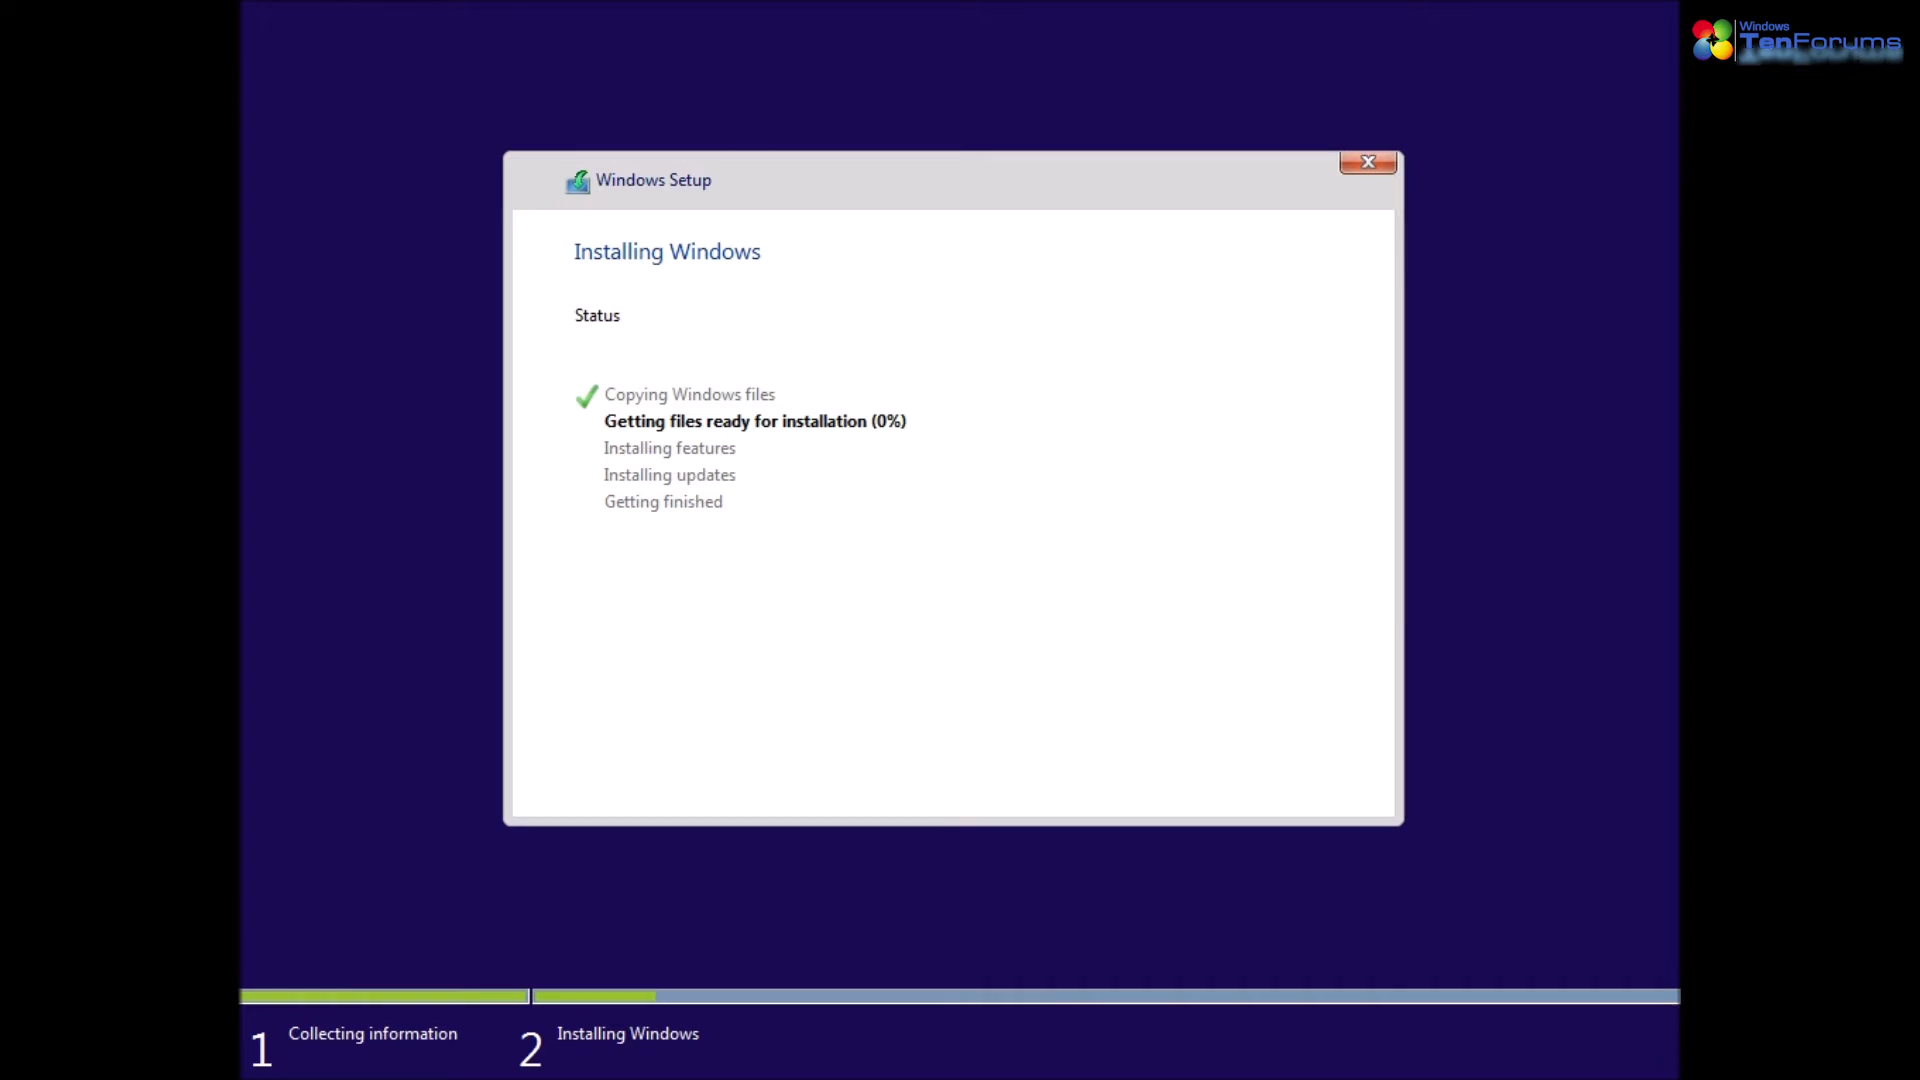 Windows
TenForums
Windows Setup
Installing Windows
Status
Copying Windows files
Getting files ready for installation (0%)
Installing features
Installing updates
Getting finished
1 Collecting information
2 Installing Windows